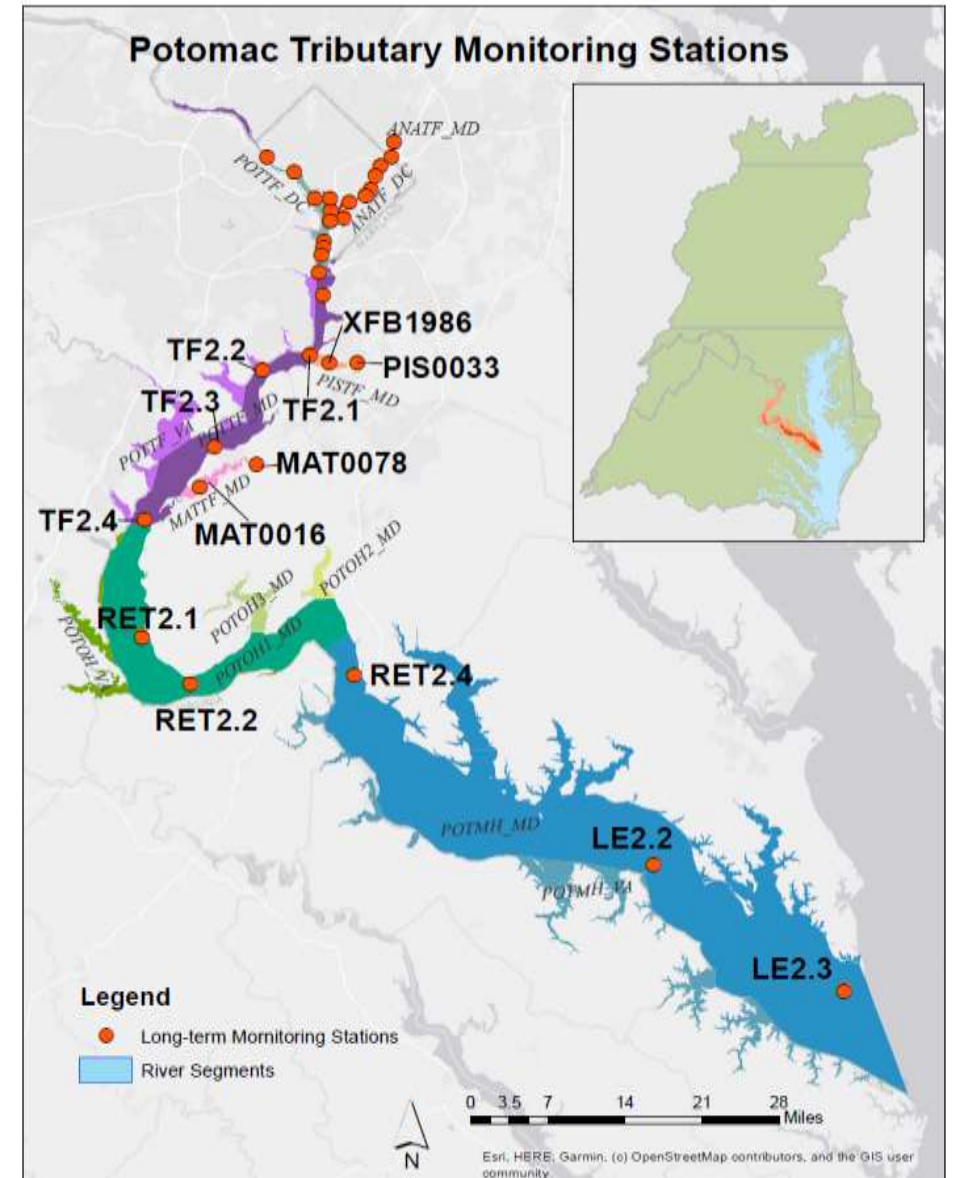 Potomac Tributary Monitoring Stations
ANATF_MD
POTTF_DC
ANATF_DC
XFB1986
TF2.2
PIS0033
PISTF_MD
TF2.3
TF2.1
POTTF_VA
POTTF_MD
MAT0078
MATTF_MD
TF2.4
MAT0016
POTOH2_MD
POTOH3_MD
RET2.1
POTOH_VA
POTOH1_MD
RET2.4
RET2.2
POTMH_MD
LE2.2
POTMH_VA
LE2.3
Legend
Long-term Mornitoring Stations
River Segments
0 3.5 7 14 21 28
Miles
N
Esri, HERE, Garmin, (c) OpenStreetMap contributors, and the GIS user
community